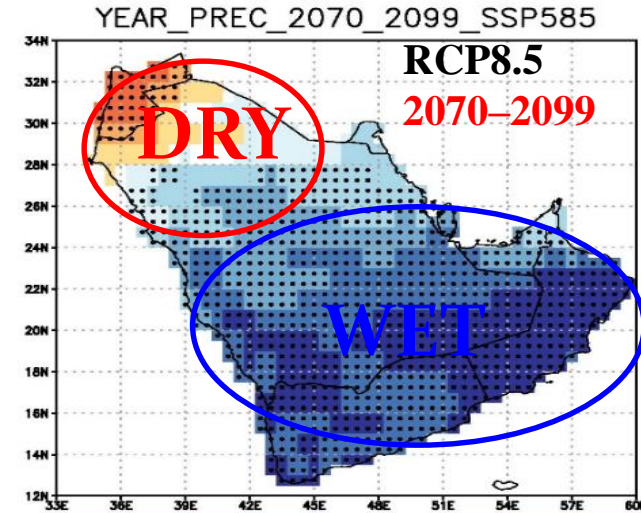 YEAR_PREC_2070_2099_SSP585
34N
32N
30N
28N
26N
24N
22N
20N
18N
16N
14N
12N
RCP8.5
2070–2099
DRY
WET
33E 36E 39E 42E 45E 48E 51E 54E 57E 60E